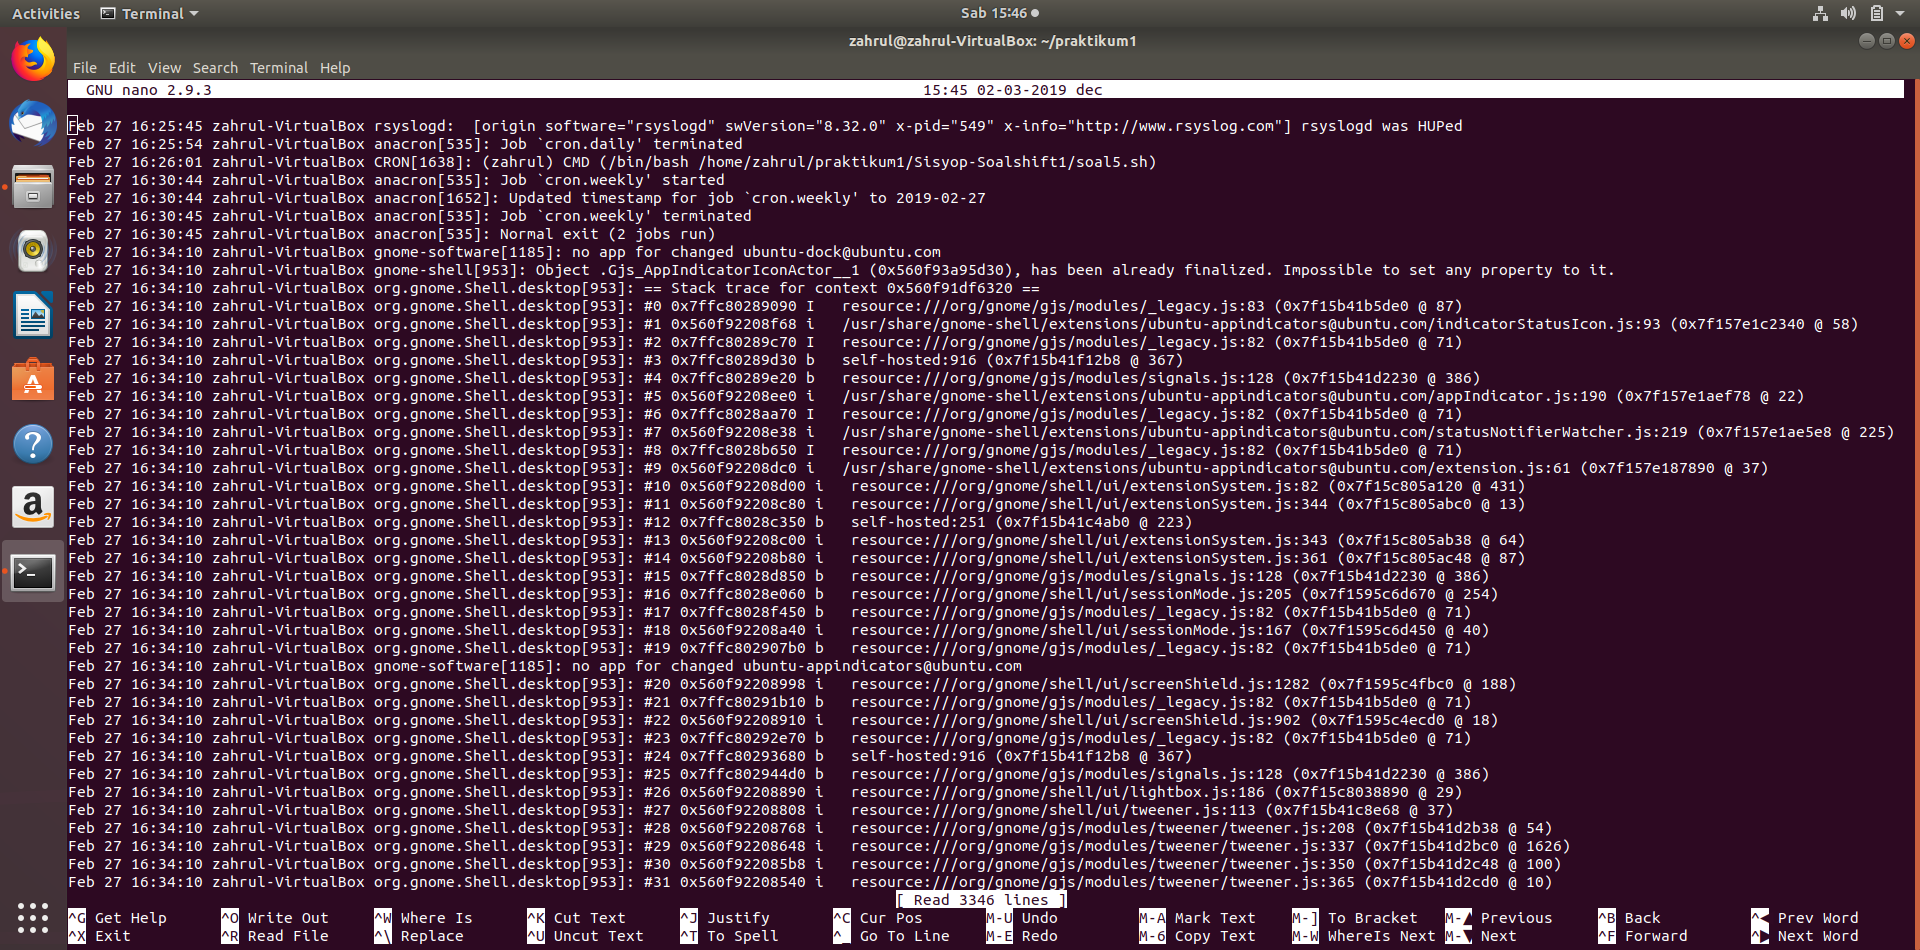 Activities Terminal Sab 15:46
zahrul@zahrul-VirtualBox: ~/praktikum1
File Edit View Search Terminal Help
GNU nano 2.9.3 15:45 02-03-2019 dec
Feb 27 16:25:45 zahrul-VirtualBox rsyslogd:  [origin software="rsyslogd" swVersion="8.32.0" x-pid="549" x-info="http://www.rsyslog.com"] rsyslogd was HUPed
Feb 27 16:25:54 zahrul-VirtualBox anacron[535]: Job `cron.daily' terminated
Feb 27 16:26:01 zahrul-VirtualBox CRON[1638]: (zahrul) CMD (/bin/bash /home/zahrul/praktikum1/Sisyop-Soalshift1/soal5.sh)
Feb 27 16:30:44 zahrul-VirtualBox anacron[535]: Job `cron.weekly' started
Feb 27 16:30:44 zahrul-VirtualBox anacron[1652]: Updated timestamp for job `cron.weekly' to 2019-02-27
Feb 27 16:30:45 zahrul-VirtualBox anacron[535]: Job `cron.weekly' terminated
Feb 27 16:30:45 zahrul-VirtualBox anacron[535]: Normal exit (2 jobs run)
Feb 27 16:34:10 zahrul-VirtualBox gnome-software[1185]: no app for changed ubuntu-dock@ubuntu.com
Feb 27 16:34:10 zahrul-VirtualBox gnome-shell[953]: Object .Gjs_AppIndicatorIconActor__1 (0x560f93a95d30), has been already finalized. Impossible to set any property to it.
Feb 27 16:34:10 zahrul-VirtualBox org.gnome.Shell.desktop[953]: == Stack trace for context 0x560f91df6320 ==
Feb 27 16:34:10 zahrul-VirtualBox org.gnome.Shell.desktop[953]: #0 0x7ffc80289090 I   resource:///org/gnome/gjs/modules/_legacy.js:83 (0x7f15b41b5de0 @ 87)
Feb 27 16:34:10 zahrul-VirtualBox org.gnome.Shell.desktop[953]: #1 0x560f92208f68 i   /usr/share/gnome-shell/extensions/ubuntu-appindicators@ubuntu.com/indicatorStatusIcon.js:93 (0x7f157e1c2340 @ 58)
Feb 27 16:34:10 zahrul-VirtualBox org.gnome.Shell.desktop[953]: #2 0x7ffc80289c70 I   resource:///org/gnome/gjs/modules/_legacy.js:82 (0x7f15b41b5de0 @ 71)
Feb 27 16:34:10 zahrul-VirtualBox org.gnome.Shell.desktop[953]: #3 0x7ffc80289d30 b   self-hosted:916 (0x7f15b41f12b8 @ 367)
Feb 27 16:34:10 zahrul-VirtualBox org.gnome.Shell.desktop[953]: #4 0x7ffc80289e20 b   resource:///org/gnome/gjs/modules/signals.js:128 (0x7f15b41d2230 @ 386)
Feb 27 16:34:10 zahrul-VirtualBox org.gnome.Shell.desktop[953]: #5 0x560f92208ee0 i   /usr/share/gnome-shell/extensions/ubuntu-appindicators@ubuntu.com/appIndicator.js:190 (0x7f157e1aef78 @ 22)
Feb 27 16:34:10 zahrul-VirtualBox org.gnome.Shell.desktop[953]: #6 0x7ffc8028aa70 I   resource:///org/gnome/gjs/modules/_legacy.js:82 (0x7f15b41b5de0 @ 71)
Feb 27 16:34:10 zahrul-VirtualBox org.gnome.Shell.desktop[953]: #7 0x560f92208e38 i   /usr/share/gnome-shell/extensions/ubuntu-appindicators@ubuntu.com/statusNotifierWatcher.js:219 (0x7f157e1ae5e8 @ 225)
Feb 27 16:34:10 zahrul-VirtualBox org.gnome.Shell.desktop[953]: #8 0x7ffc8028b650 I   resource:///org/gnome/gjs/modules/_legacy.js:82 (0x7f15b41b5de0 @ 71)
Feb 27 16:34:10 zahrul-VirtualBox org.gnome.Shell.desktop[953]: #9 0x560f92208dc0 i   /usr/share/gnome-shell/extensions/ubuntu-appindicators@ubuntu.com/extension.js:61 (0x7f157e187890 @ 37)
Feb 27 16:34:10 zahrul-VirtualBox org.gnome.Shell.desktop[953]: #10 0x560f92208d00 i   resource:///org/gnome/shell/ui/extensionSystem.js:82 (0x7f15c805a120 @ 431)
Feb 27 16:34:10 zahrul-VirtualBox org.gnome.Shell.desktop[953]: #11 0x560f92208c80 i   resource:///org/gnome/shell/ui/extensionSystem.js:344 (0x7f15c805abc0 @ 13)
Feb 27 16:34:10 zahrul-VirtualBox org.gnome.Shell.desktop[953]: #12 0x7ffc8028c350 b   self-hosted:251 (0x7f15b41c4ab0 @ 223)
Feb 27 16:34:10 zahrul-VirtualBox org.gnome.Shell.desktop[953]: #13 0x560f92208c00 i   resource:///org/gnome/shell/ui/extensionSystem.js:343 (0x7f15c805ab38 @ 64)
Feb 27 16:34:10 zahrul-VirtualBox org.gnome.Shell.desktop[953]: #14 0x560f92208b80 i   resource:///org/gnome/shell/ui/extensionSystem.js:361 (0x7f15c805ac48 @ 87)
Feb 27 16:34:10 zahrul-VirtualBox org.gnome.Shell.desktop[953]: #15 0x7ffc8028d850 b   resource:///org/gnome/gjs/modules/signals.js:128 (0x7f15b41d2230 @ 386)
Feb 27 16:34:10 zahrul-VirtualBox org.gnome.Shell.desktop[953]: #16 0x7ffc8028e060 b   resource:///org/gnome/shell/ui/sessionMode.js:205 (0x7f1595c6d670 @ 254)
Feb 27 16:34:10 zahrul-VirtualBox org.gnome.Shell.desktop[953]: #17 0x7ffc8028f450 b   resource:///org/gnome/gjs/modules/_legacy.js:82 (0x7f15b41b5de0 @ 71)
Feb 27 16:34:10 zahrul-VirtualBox org.gnome.Shell.desktop[953]: #18 0x560f92208a40 i   resource:///org/gnome/shell/ui/sessionMode.js:167 (0x7f1595c6d450 @ 40)
Feb 27 16:34:10 zahrul-VirtualBox org.gnome.Shell.desktop[953]: #19 0x7ffc802907b0 b   resource:///org/gnome/gjs/modules/_legacy.js:82 (0x7f15b41b5de0 @ 71)
Feb 27 16:34:10 zahrul-VirtualBox gnome-software[1185]: no app for changed ubuntu-appindicators@ubuntu.com
Feb 27 16:34:10 zahrul-VirtualBox org.gnome.Shell.desktop[953]: #20 0x560f92208998 i   resource:///org/gnome/shell/ui/screenShield.js:1282 (0x7f1595c4fbc0 @ 188)
Feb 27 16:34:10 zahrul-VirtualBox org.gnome.Shell.desktop[953]: #21 0x7ffc80291b10 b   resource:///org/gnome/gjs/modules/_legacy.js:82 (0x7f15b41b5de0 @ 71)
Feb 27 16:34:10 zahrul-VirtualBox org.gnome.Shell.desktop[953]: #22 0x560f92208910 i   resource:///org/gnome/shell/ui/screenShield.js:902 (0x7f1595c4ecd0 @ 18)
Feb 27 16:34:10 zahrul-VirtualBox org.gnome.Shell.desktop[953]: #23 0x7ffc80292e70 b   resource:///org/gnome/gjs/modules/_legacy.js:82 (0x7f15b41b5de0 @ 71)
Feb 27 16:34:10 zahrul-VirtualBox org.gnome.Shell.desktop[953]: #24 0x7ffc80293680 b   self-hosted:916 (0x7f15b41f12b8 @ 367)
Feb 27 16:34:10 zahrul-VirtualBox org.gnome.Shell.desktop[953]: #25 0x7ffc802944d0 b   resource:///org/gnome/gjs/modules/signals.js:128 (0x7f15b41d2230 @ 386)
Feb 27 16:34:10 zahrul-VirtualBox org.gnome.Shell.desktop[953]: #26 0x560f92208890 i   resource:///org/gnome/shell/ui/lightbox.js:186 (0x7f15c8038890 @ 29)
Feb 27 16:34:10 zahrul-VirtualBox org.gnome.Shell.desktop[953]: #27 0x560f92208808 i   resource:///org/gnome/shell/ui/tweener.js:113 (0x7f15b41c8e68 @ 37)
Feb 27 16:34:10 zahrul-VirtualBox org.gnome.Shell.desktop[953]: #28 0x560f92208768 i   resource:///org/gnome/gjs/modules/tweener/tweener.js:208 (0x7f15b41d2b38 @ 54)
Feb 27 16:34:10 zahrul-VirtualBox org.gnome.Shell.desktop[953]: #29 0x560f92208648 i   resource:///org/gnome/gjs/modules/tweener/tweener.js:337 (0x7f15b41d2bc0 @ 1626)
Feb 27 16:34:10 zahrul-VirtualBox org.gnome.Shell.desktop[953]: #30 0x560f922085b8 i   resource:///org/gnome/gjs/modules/tweener/tweener.js:350 (0x7f15b41d2c48 @ 100)
Feb 27 16:34:10 zahrul-VirtualBox org.gnome.Shell.desktop[953]: #31 0x560f92208540 i   resource:///org/gnome/gjs/modules/tweener/tweener.js:365 (0x7f15b41d2cd0 @ 10)
[ Read 3346 lines ]
^G Get Help ^O Write Out ^W Where Is ^K Cut Text ^J Justify ^C Cur Pos M-U Undo M-A Mark Text M-] To Bracket M-▲ Previous ^B Back ^◀ Prev Word
^X Exit ^R Read File ^\ Replace ^U Uncut Text ^T To Spell ^_ Go To Line M-E Redo M-6 Copy Text M-W WhereIs Next M-▼ Next ^F Forward ^▶ Next Word